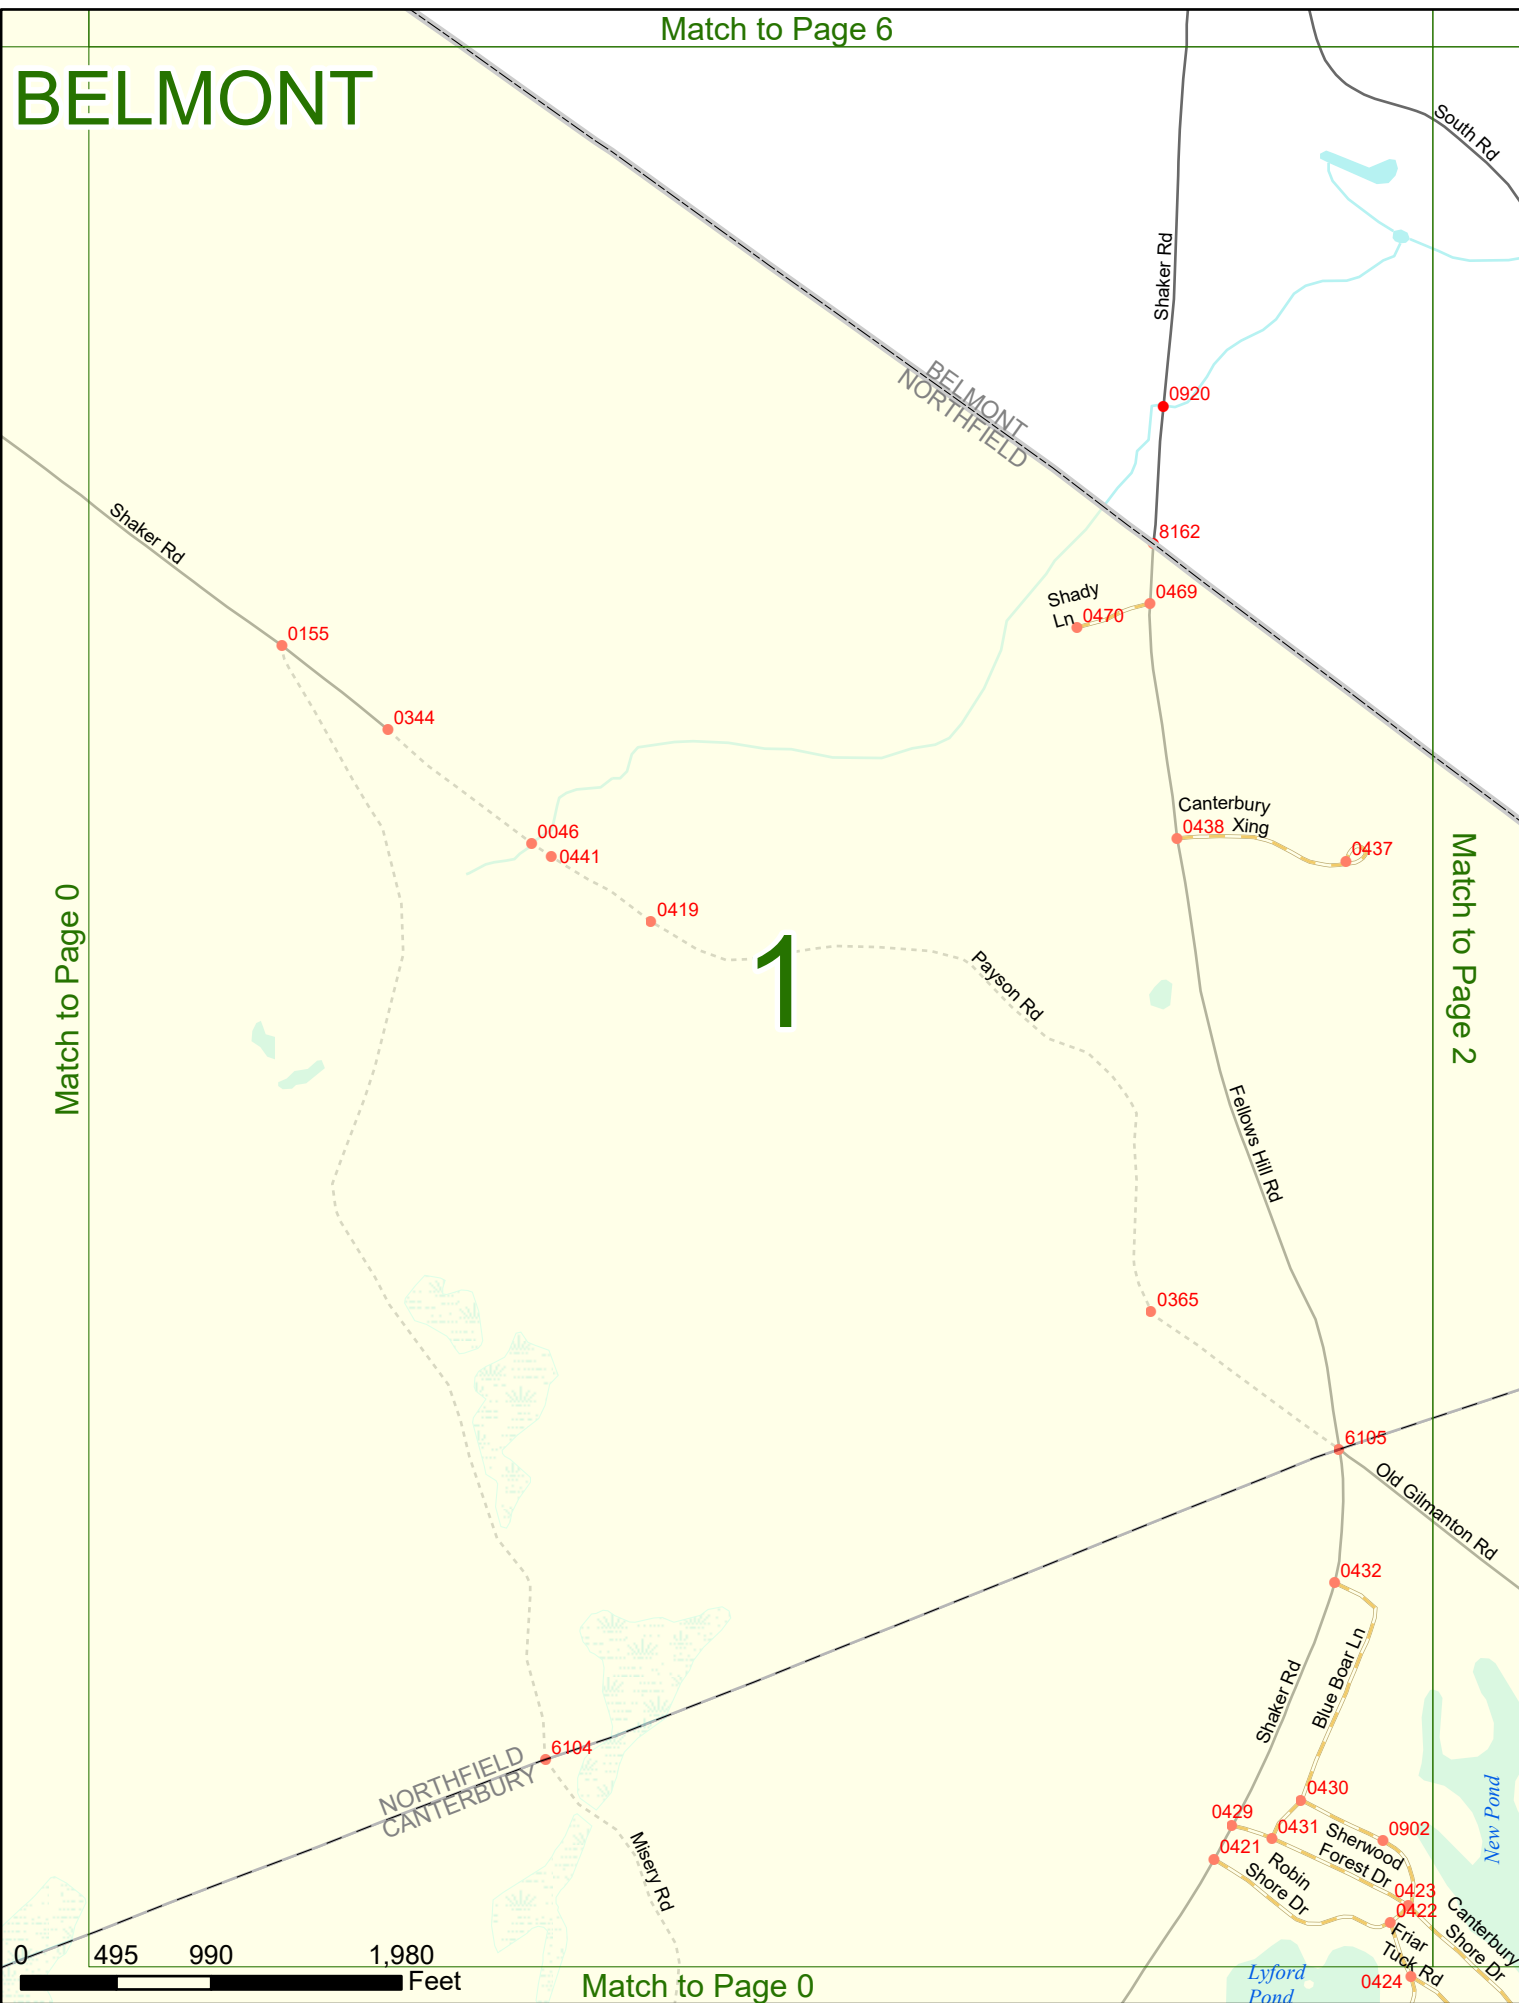 Match to Page 6
BELMONT
South Rd
Shaker Rd
BELMONT
NORTHFIELD
0920
8162
Shaker Rd
Shady
Ln
0470
0469
0155
0344
Canterbury
Xing
0438
0437
0046
0441
0419
Match to Page 0
1
Match to Page 2
Payson Rd
Fellows Hill Rd
0365
6105
Old Gilmanton Rd
0432
Blue Boar Ln
Shaker Rd
6104
NORTHFIELD
CANTERBURY
Misery Rd
0430
0429
0431
0902
0421
Sherwood
Forest Dr
Robin
Shore Dr
New Pond
0423
0422
Friar
Tuck Rd
Canterbury
Shore Dr
0424
Lyford
Pond
0 495 990 1,980
Feet
Match to Page 0